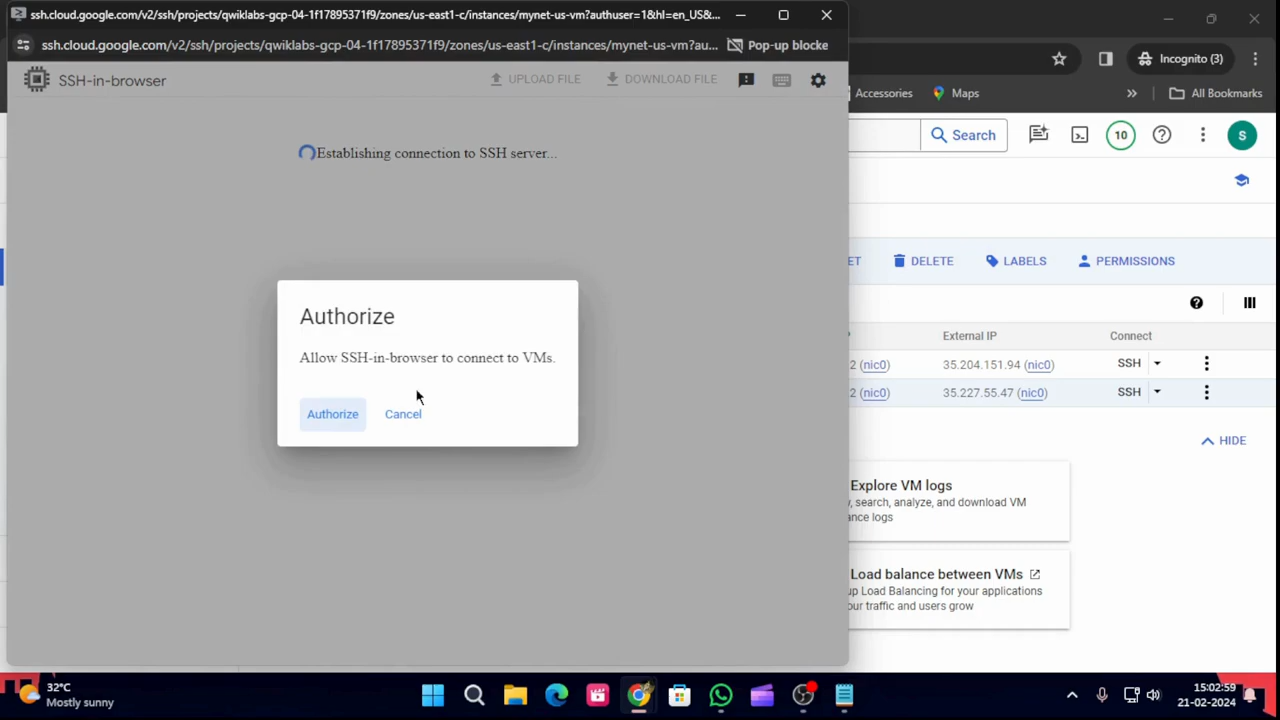 ssh.cloud.google.com/v2/ssh/projects/qwiklabs-gcp-04-1f17895371f9/zones/us-east1-c/instances/mynet-us-vm?authuser=1&hl=en_US&...
ssh.cloud.google.com/v2/ssh/projects/qwiklabs-gcp-04-1f17895371f9/zones/us-east1-c/instances/mynet-us-vm?au...
Pop-up blocke
Incognito (3)
SSH-in-browser
UPLOAD FILE
DOWNLOAD FILE
Accessories
Maps
All Bookmarks
Search
10
S
Establishing connection to SSH server...
ET
DELETE
LABELS
PERMISSIONS
Authorize
Allow SSH-in-browser to connect to VMs.
Authorize
Cancel
External IP
Connect
2 (nic0)
35.204.151.94 (nic0)
SSH
2 (nic0)
35.227.55.47 (nic0)
SSH
HIDE
Explore VM logs
, search, analyze, and download VM
ance logs
Load balance between VMs
up Load Balancing for your applications
our traffic and users grow
32°C
Mostly sunny
15:02:59
21-02-2024